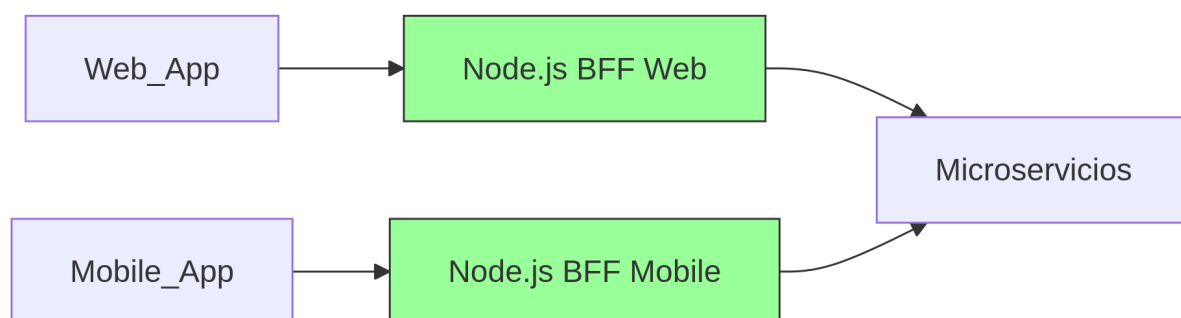 Web_App
Node.js BFF Web
Microservicios
Mobile_App
Node.js BFF Mobile